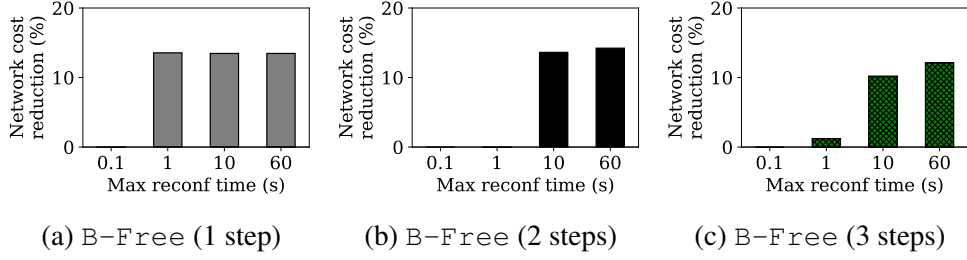 Network cost
reduction (%)
20
10
0
0.1 1 10 60
Max reconf time (s)
(a) B-Free (1 step)
Network cost
reduction (%)
20
10
0
0.1 1 10 60
Max reconf time (s)
(b) B-Free (2 steps)
Network cost
reduction (%)
20
10
0
0.1 1 10 60
Max reconf time (s)
(c) B-Free (3 steps)